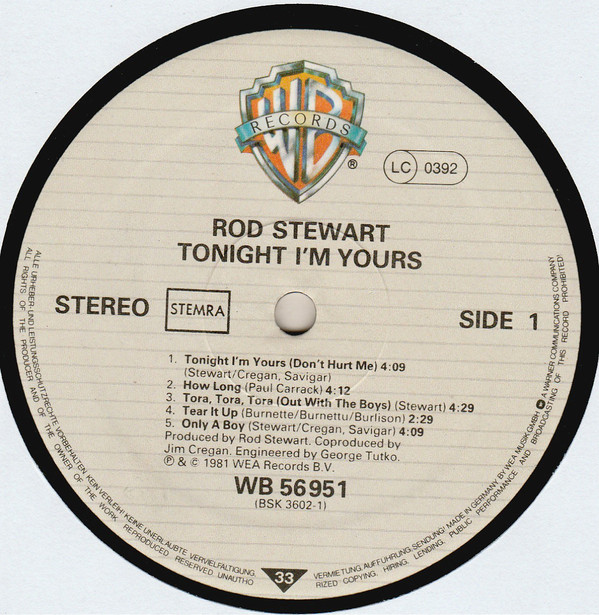 WB
RECORDS
®
LC 0392
ROD STEWART
TONIGHT I'M YOURS
STEREO STEMRA
SIDE 1
1. Tonight I'm Yours (Don't Hurt Me) 4:09
(Stewart/Cregan, Savigar)
2. How Long (Paul Carrack) 4:12
3. Tora, Tora, Tora (Out With The Boys) (Stewart) 4:29
4. Tear It Up (Burnette/Burnettu/Burlison) 2:29
5. Only A Boy (Stewart/Cregan, Savigar) 4:09
Produced by Rod Stewart. Coproduced by
Jim Cregan. Engineered by George Tutko.
℗ & © 1981 WEA Records B.V.
WB 56951
(BSK 3602-1)
33
ALLE URHEBER-UND LEISTUNGSSCHUTZRECHTE VORBEHALTEN. KEIN VERLEIH! KEINE UNERLAUBTE VERVIELFÄLTIGUNG,
VERMIETUNG, AUFFÜHRUNG, SENDUNG! MADE IN GERMANY BY WEA MUSIK GMBH A WARNER COMMUNICATIONS COMPANY
ALL RIGHTS OF THE PRODUCER AND OF THE OWNER OF THE WORK REPRODUCED RESERVED UNAUTHO
RIZED COPYING, HIRING, LENDING, PUBLIC PERFORMANCE AND BROADCASTING OF THIS RECORD PROHIBITED!